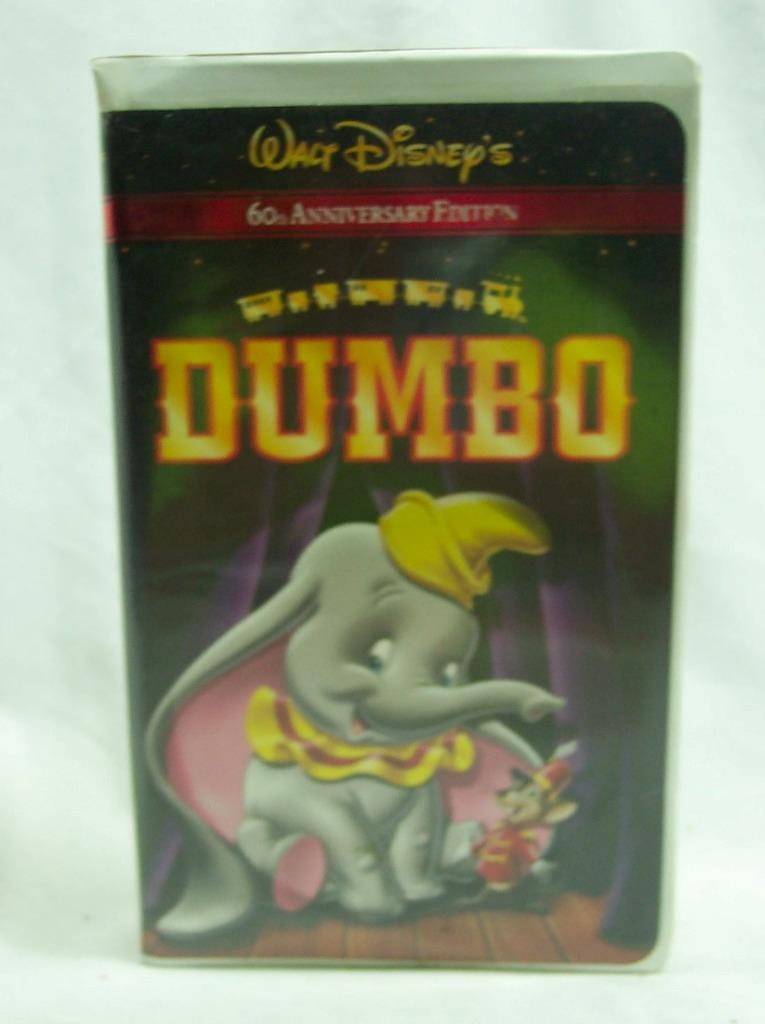 WALT DISNEY'S
60th ANNIVERSARY EDITION
DUMBO